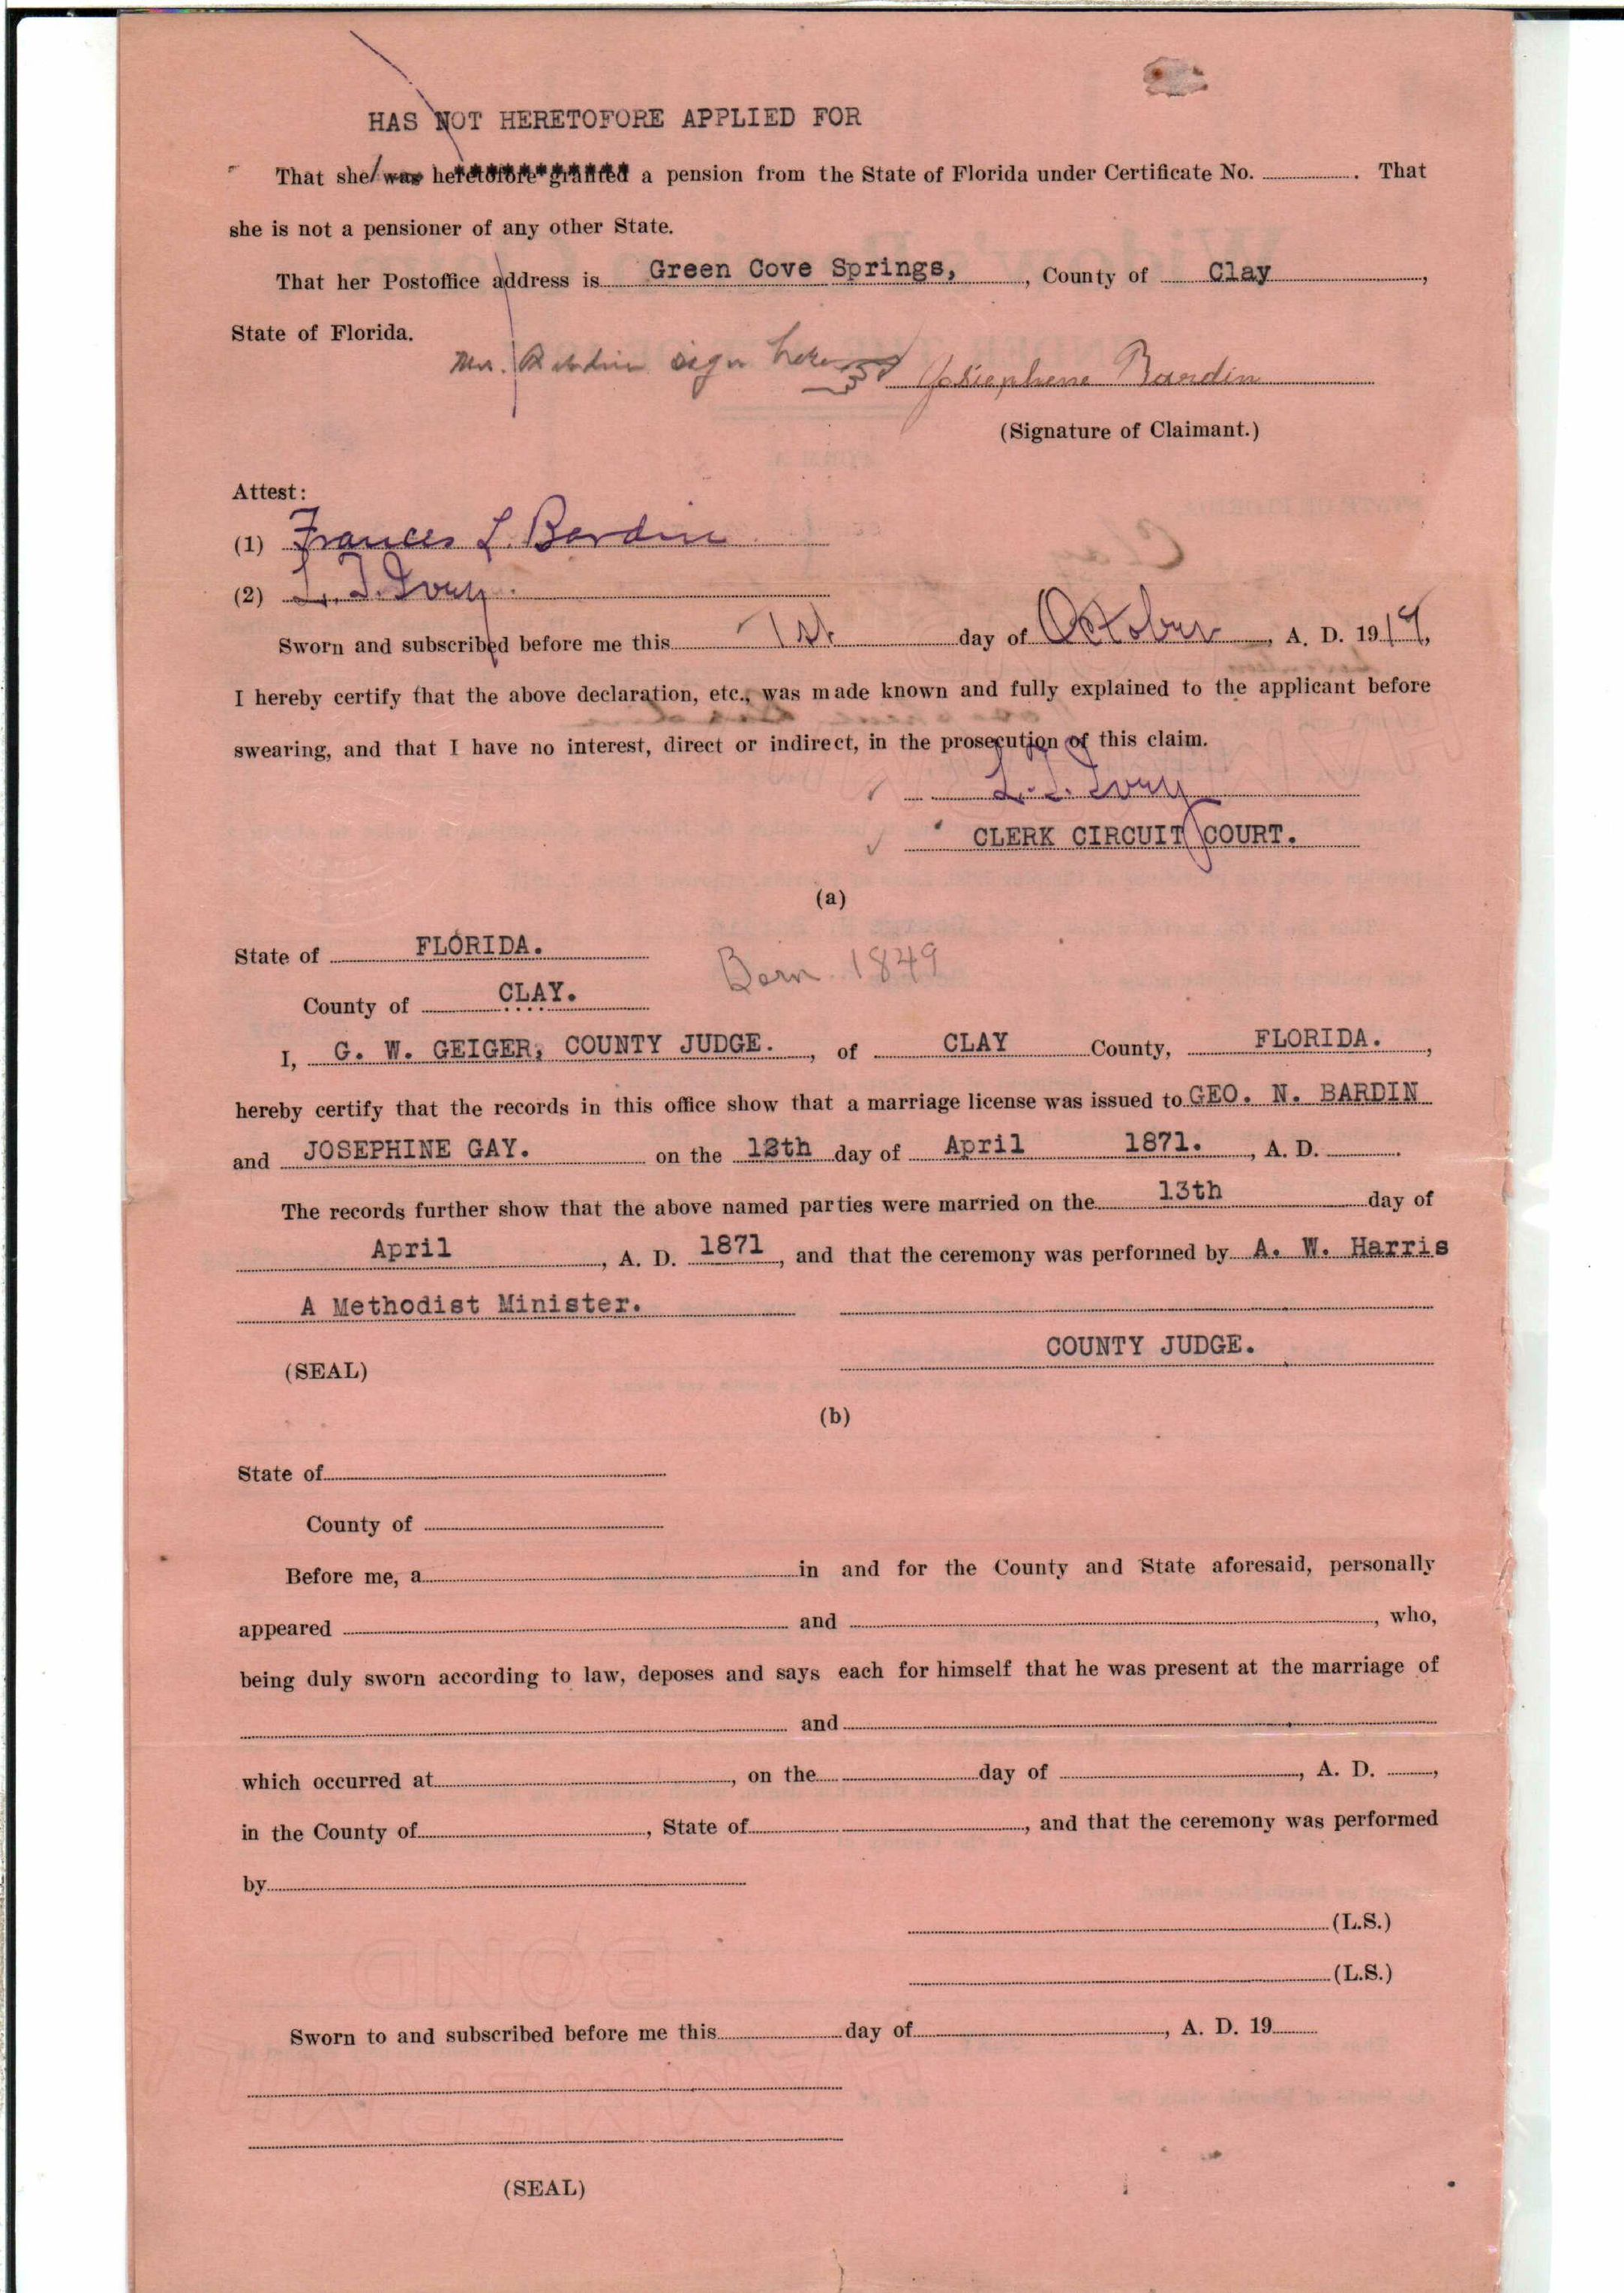 HAS NOT HERETOFORE APPLIED FOR
That she/was heretofore granted a pension from the State of Florida under Certificate No. . That
she is not a pensioner of any other State.
That her Postoffice address is Green Cove Springs, , County of Clay ,
State of Florida.
Mrs. Bardin sign here Josiephene Bardin
(Signature of Claimant.)
Attest:
(1) Frances L. Bardin
(2) L. T. Ivey.
Sworn and subscribed before me this 1st day of October , A. D. 1919,
I hereby certify that the above declaration, etc., was made known and fully explained to the applicant before
swearing, and that I have no interest, direct or indirect, in the prosecution of this claim.
L. T. Ivey
CLERK CIRCUIT COURT.
(a)
State of FLORIDA.
Born 1849
County of CLAY.
I, G. W. GEIGER, COUNTY JUDGE. , of CLAY County, FLORIDA. ,
hereby certify that the records in this office show that a marriage license was issued to GEO. N. BARDIN
and JOSEPHINE GAY. on the 12th day of April 1871. , A. D. .
The records further show that the above named parties were married on the 13th day of
April , A. D. 1871 , and that the ceremony was performed by A. W. Harris
A Methodist Minister.
COUNTY JUDGE.
(SEAL)
(b)
State of
County of
Before me, a in and for the County and State aforesaid, personally
appeared and , who,
being duly sworn according to law, deposes and says each for himself that he was present at the marriage of
and
which occurred at , on the day of , A. D. ,
in the County of , State of , and that the ceremony was performed
by
(L.S.)
(L.S.)
Sworn to and subscribed before me this day of , A. D. 19
(SEAL)